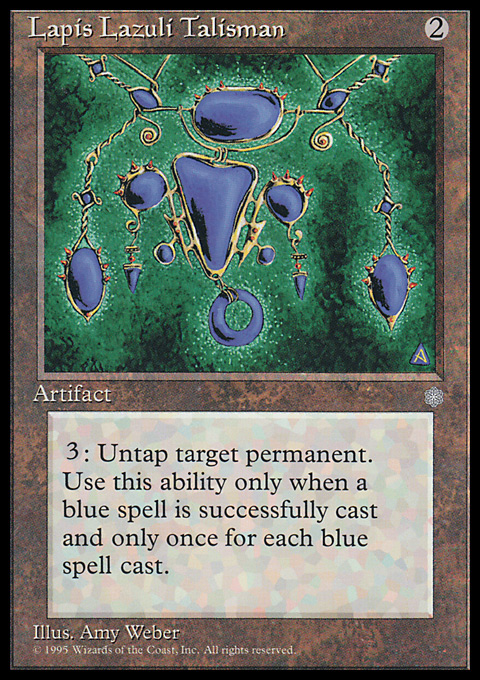 Lapis Lazuli Talisman 2
A
Artifact
3: Untap target permanent.
Use this ability only when a
blue spell is successfully cast
and only once for each blue
spell cast.
Illus. Amy Weber
© 1995 Wizards of the Coast, Inc. All rights reserved.